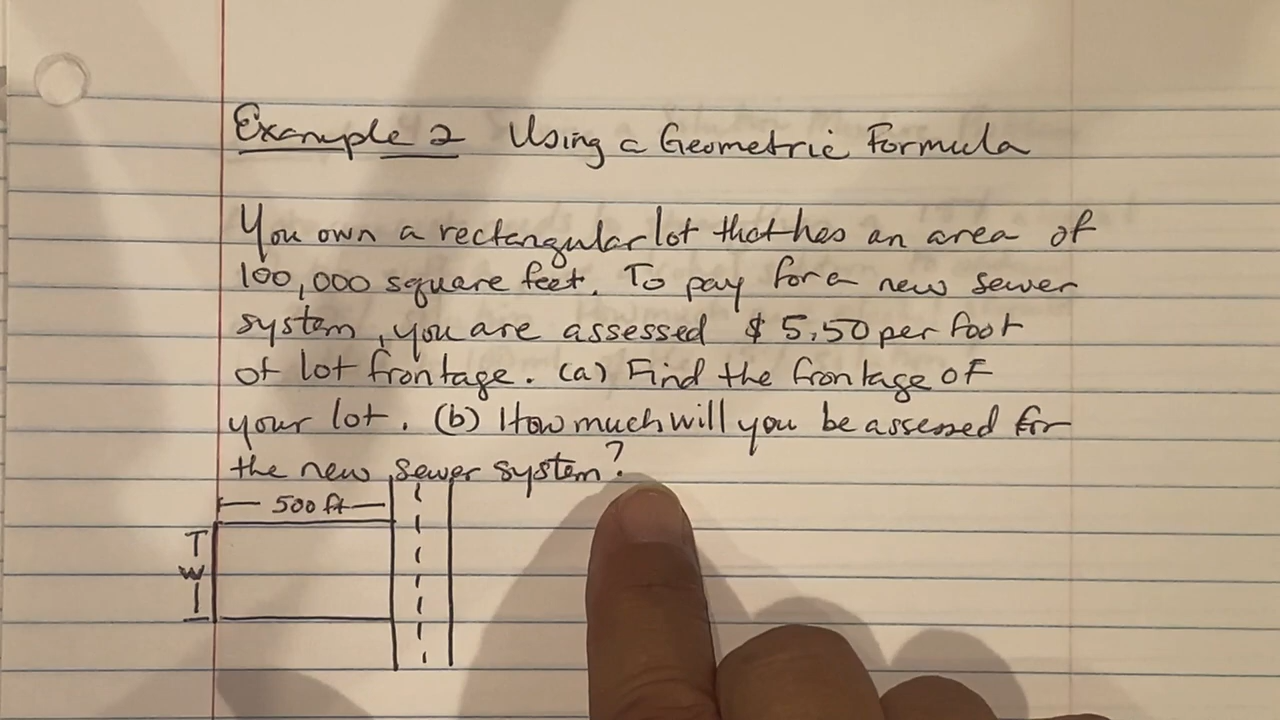 Example 2 Using a Geometric Formula
You own a rectangular lot that has an area of
100,000 square feet. To pay for a new sewer
system, you are assessed $5.50 per foot
of lot frontage. (a) Find the frontage of
your lot. (b) How much will you be assessed for
the new sewer system?
500 ft
W